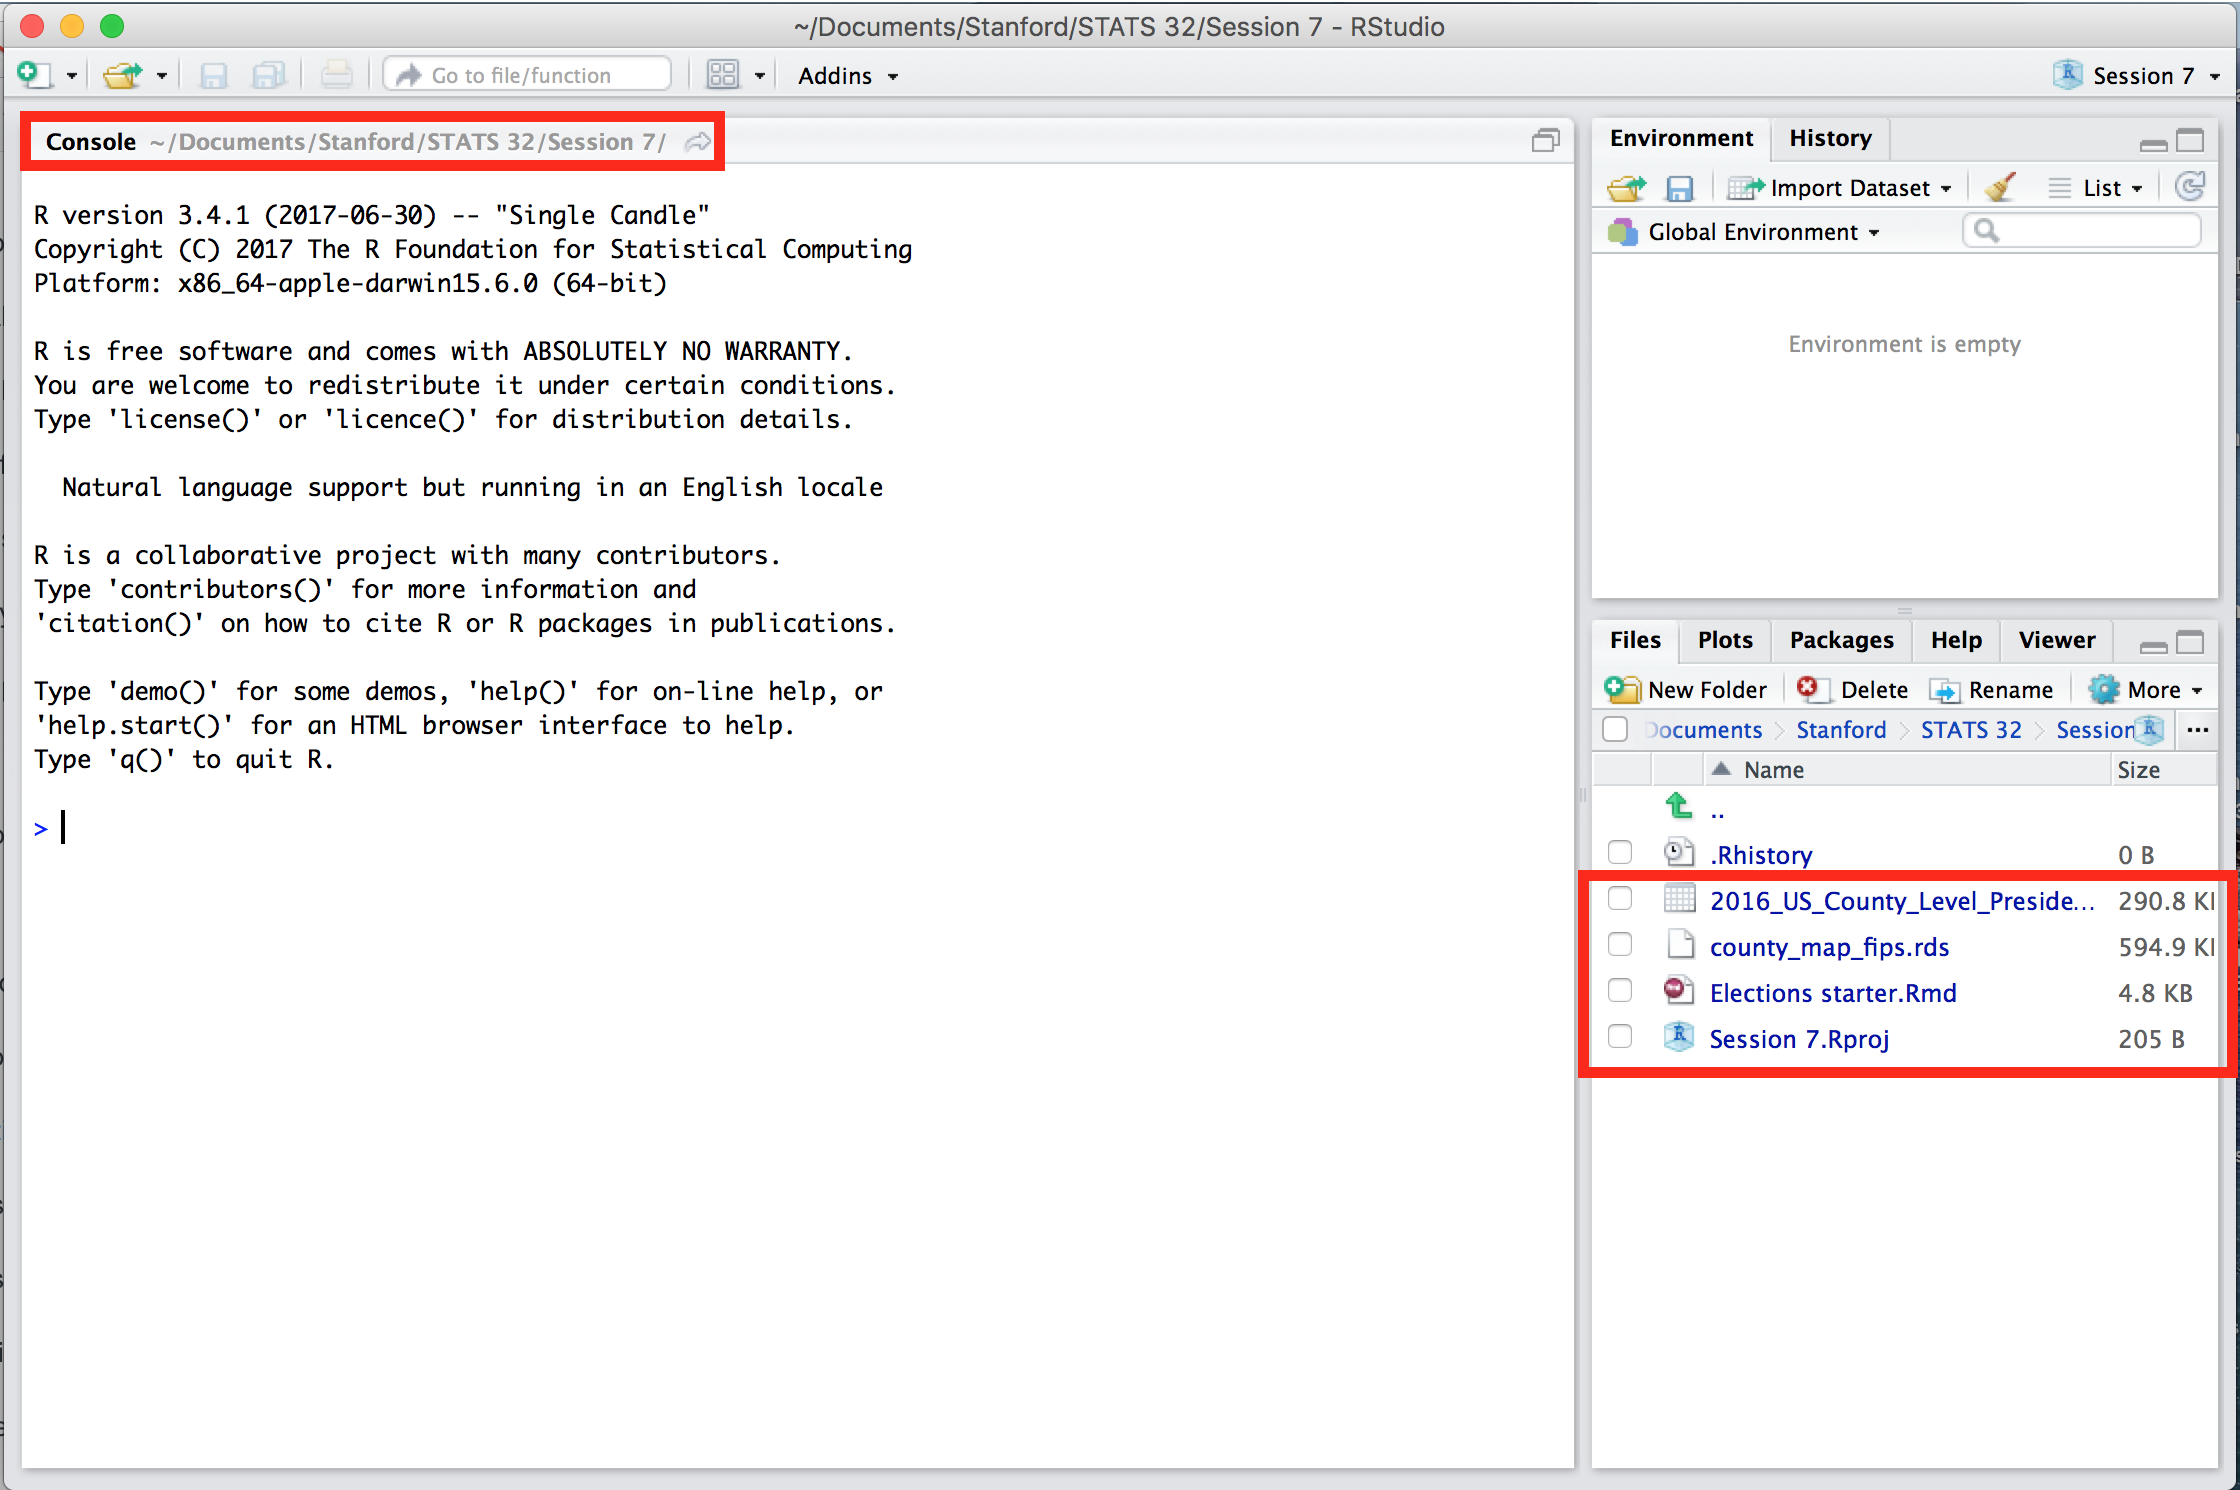 ~/Documents/Stanford/STATS 32/Session 7 - RStudio
Go to file/function
Addins
Session 7
Console ~/Documents/Stanford/STATS 32/Session 7/
R version 3.4.1 (2017-06-30) -- "Single Candle"
Copyright (C) 2017 The R Foundation for Statistical Computing
Platform: x86_64-apple-darwin15.6.0 (64-bit)
R is free software and comes with ABSOLUTELY NO WARRANTY.
You are welcome to redistribute it under certain conditions.
Type 'license()' or 'licence()' for distribution details.
Natural language support but running in an English locale
R is a collaborative project with many contributors.
Type 'contributors()' for more information and
'citation()' on how to cite R or R packages in publications.
Type 'demo()' for some demos, 'help()' for on-line help, or
'help.start()' for an HTML browser interface to help.
Type 'q()' to quit R.
>
Environment History
Import Dataset List
Global Environment
Environment is empty
Files Plots Packages Help Viewer
New Folder Delete Rename More
Documents Stanford STATS 32 Session ...
Name Size
..
.Rhistory 0 B
2016_US_County_Level_Preside... 290.8 K
county_map_fips.rds 594.9 K
Elections starter.Rmd 4.8 KB
Session 7.Rproj 205 B